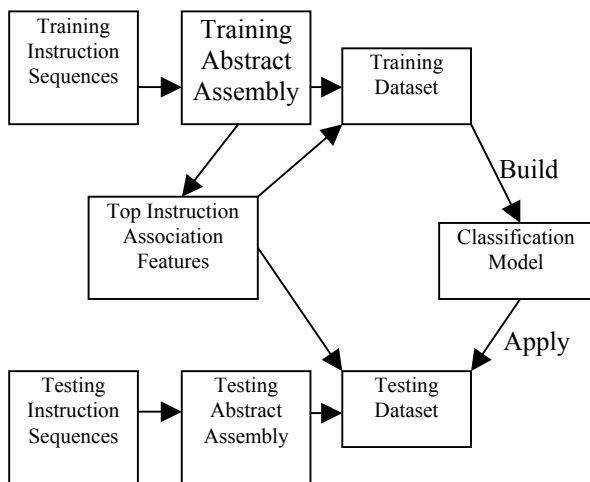 Training
Instruction
Sequences
Training
Abstract
Assembly
Training
Dataset
Build
Top Instruction
Association
Features
Classification
Model
Apply
Testing
Instruction
Sequences
Testing
Abstract
Assembly
Testing
Dataset